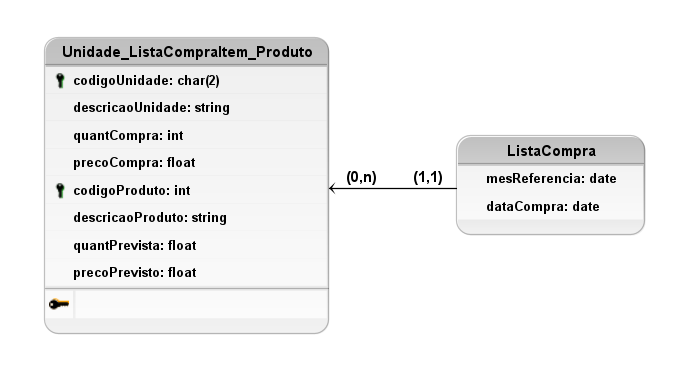 Unidade_ListaCompraItem_Produto
codigoUnidade: char(2)
descricaoUnidade: string
quantCompra: int
precoCompra: float
codigoProduto: int
descricaoProduto: string
quantPrevista: float
precoPrevisto: float
(0,n)
(1,1)
ListaCompra
mesReferencia: date
dataCompra: date